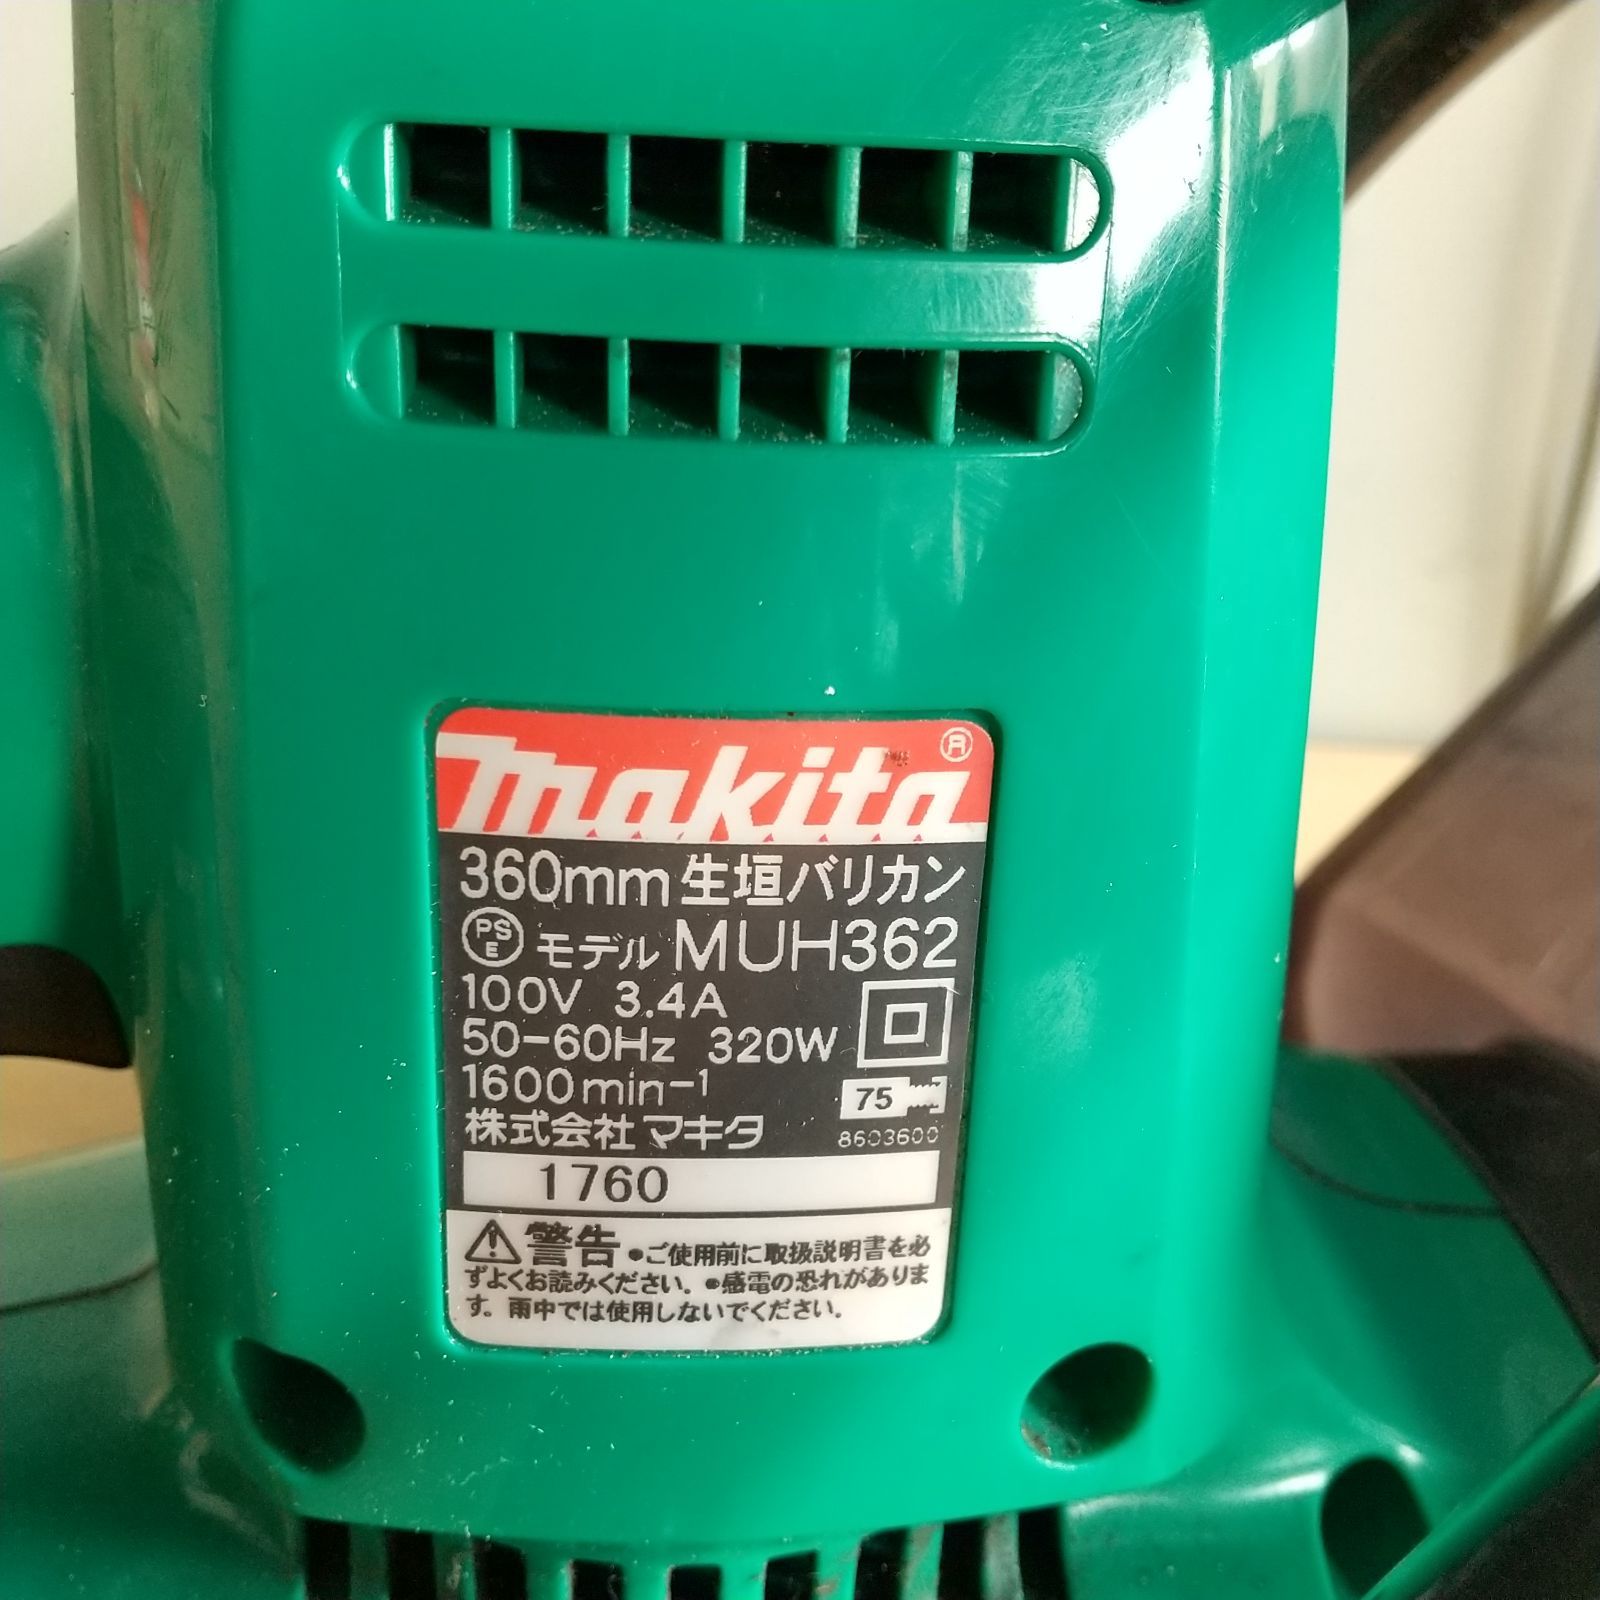 makita®
360mm 生垣バリカン
PSE モデル MUH362
100V 3.4A
50-60Hz 320W
1600min-1
75
株式会社マキタ 8603600
1760
警告 •ご使用前に取扱説明書を必
ずよくお読みください。•感電の恐れがありま
す。雨中では使用しないでください.